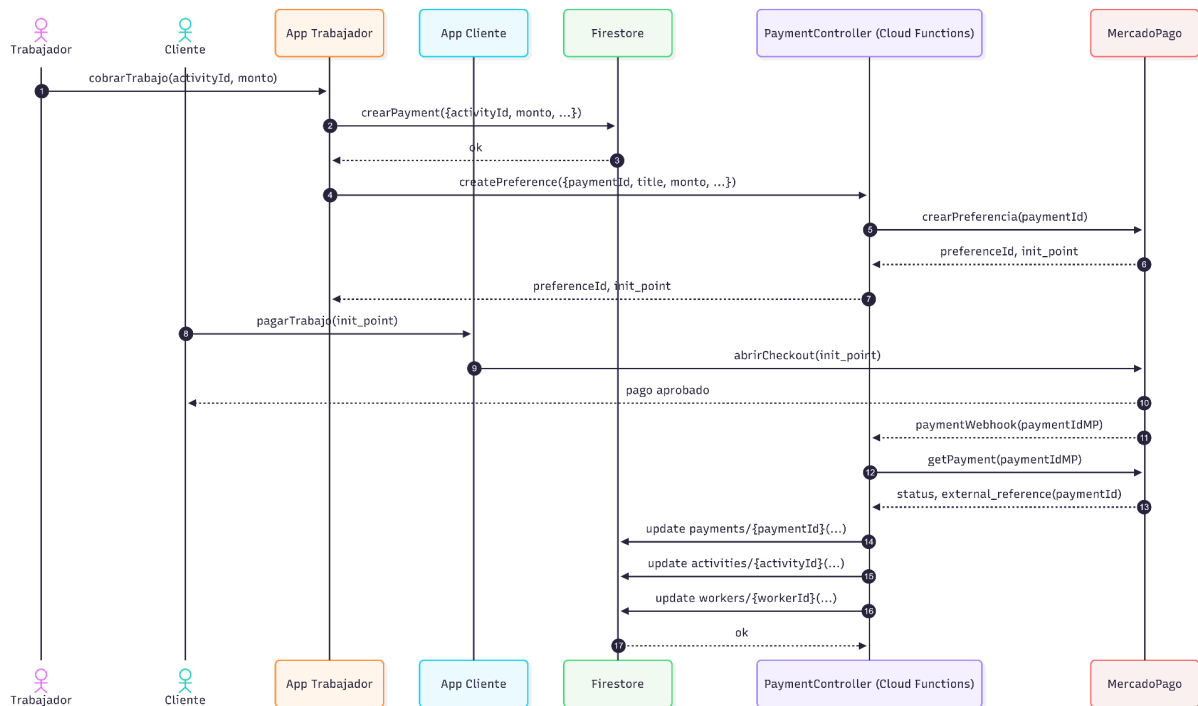 App Trabajador
App Cliente
Firestore
PaymentController (Cloud Functions)
MercadoPago
Trabajador
Cliente
cobrarTrabajo(activityId, monto)
1
crearPayment({activityId, monto, ...})
2
ok
3
createPreference({paymentId, title, monto, ...})
4
crearPreferencia(paymentId)
5
preferenceId, init_point
6
preferenceId, init_point
7
pagarTrabajo(init_point)
8
abrirCheckout(init_point)
9
pago aprobado
10
paymentWebhook(paymentIdMP)
11
getPayment(paymentIdMP)
12
status, external_reference(paymentId)
13
update payments/{paymentId}(...)
14
update activities/{activityId}(...)
15
update workers/{workerId}(...)
16
ok
17
App Trabajador
App Cliente
Firestore
PaymentController (Cloud Functions)
MercadoPago
Trabajador
Cliente